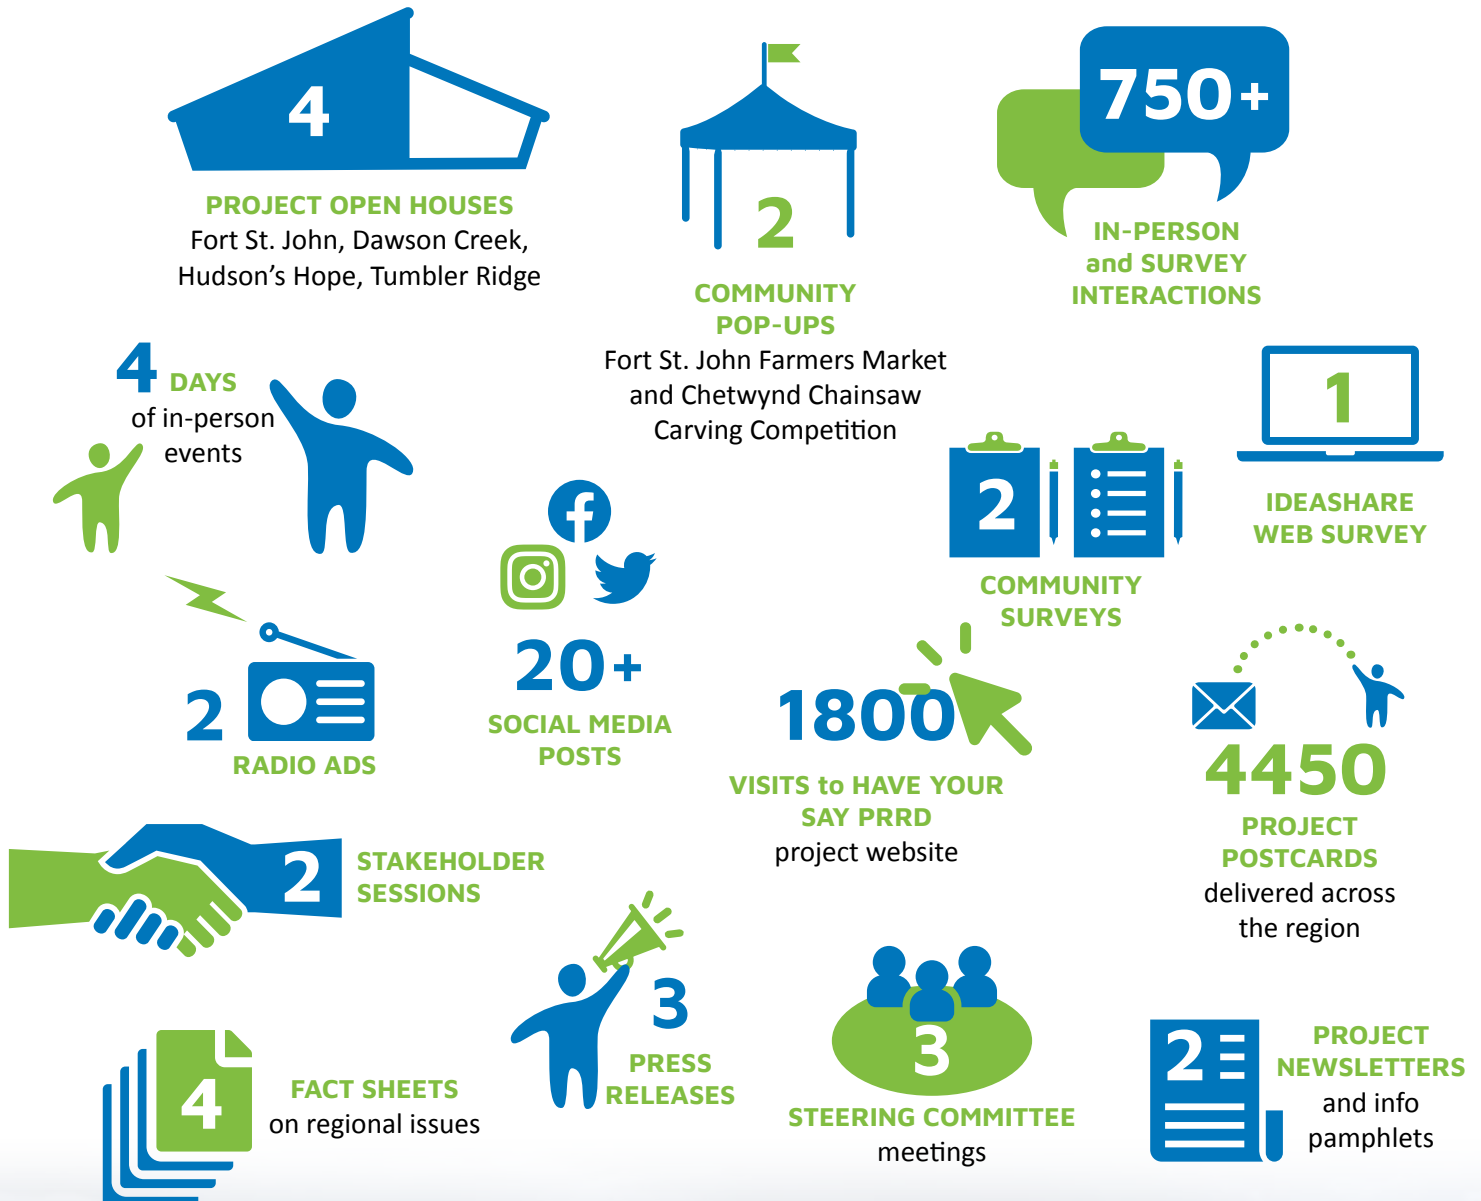 4
PROJECT OPEN HOUSES
Fort St. John, Dawson Creek,
Hudson’s Hope, Tumbler Ridge
2
COMMUNITY
POP-UPS
Fort St. John Farmers Market
and Chetwynd Chainsaw
Carving Competition
750+
IN-PERSON
and SURVEY
INTERACTIONS
4 DAYS
of in-person
events
20+
SOCIAL MEDIA
POSTS
2
COMMUNITY
SURVEYS
1
IDEASHARE
WEB SURVEY
2
RADIO ADS
1800
VISITS to HAVE YOUR
SAY PRRD
project website
4450
PROJECT
POSTCARDS
delivered across
the region
2
STAKEHOLDER
SESSIONS
3
PRESS
RELEASES
3
STEERING COMMITTEE
meetings
4
FACT SHEETS
on regional issues
2
PROJECT
NEWSLETTERS
and info
pamphlets